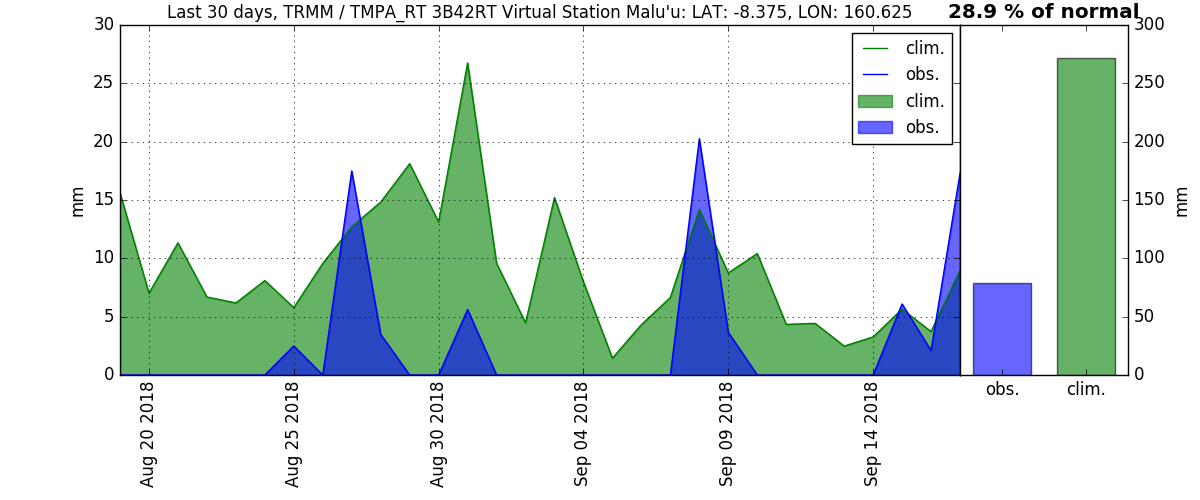 Last 30 days, TRMM / TMPA_RT 3B42RT Virtual Station Malu'u: LAT: -8.375, LON: 160.625
28.9 % of normal
30
25
20
15
10
5
0
mm
clim.
obs.
clim.
obs.
300
250
200
150
100
50
0
mm
obs.
clim.
Aug 20 2018
Aug 25 2018
Aug 30 2018
Sep 04 2018
Sep 09 2018
Sep 14 2018